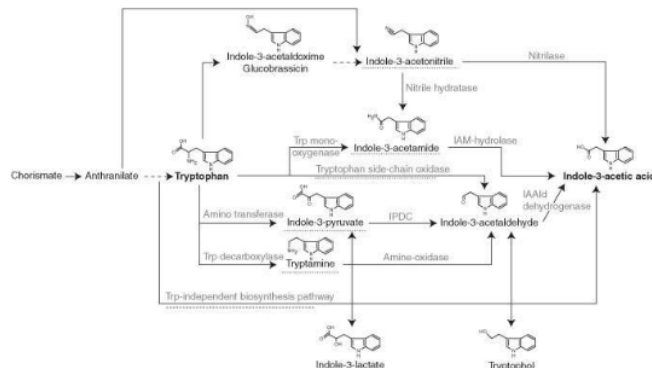 Indole-3-acetaldoxime
Glucobrassicin
Indole-3-acetonitrile
Nitrilase
Nitrile hydratase
Trp mono-
oxygenase
Indole-3-acetamide
IAM-hydrolase
Chorismate
Anthranilate
Tryptophan
Tryptophan side-chain oxidase
Indole-3-acetic acid
Amino transferase
Indole-3-pyruvate
IPDC
Indole-3-acetaldehyde
IAAld
dehydrogenase
Trp decarboxylase
Tryptamine
Amine-oxidase
Trp-independent biosynthesis pathway
Indole-3-lactate
Tryptophol